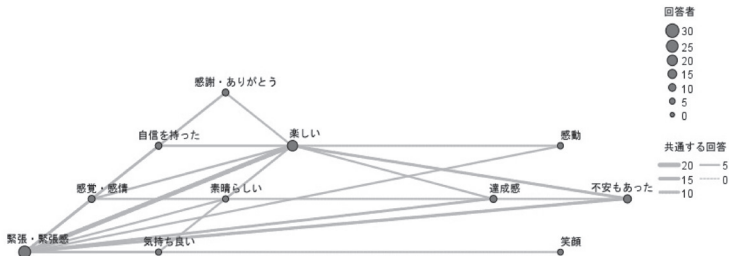 回答者
30
25
20
15
10
5
0
感謝・ありがとう
自信を持った
楽しい
感動
共通する回答
20 5
15 0
10
感覚・感情
素晴らしい
達成感
不安もあった
緊張・緊張感
気持ち良い
笑顔